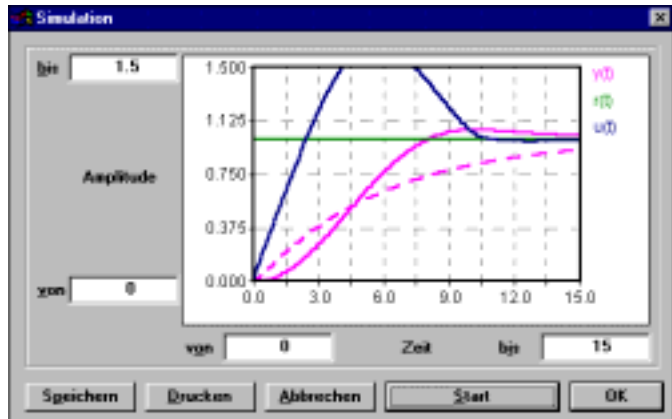 Simulation
bis 1.5
Amplitude
von 0
1.500
1.125
0.750
0.375
0.000
0.0 3.0 6.0 9.0 12.0 15.0
y(t)
r(t)
u(t)
von 0 Zeit bis 15
Speichern Drucken Abbrechen Start OK